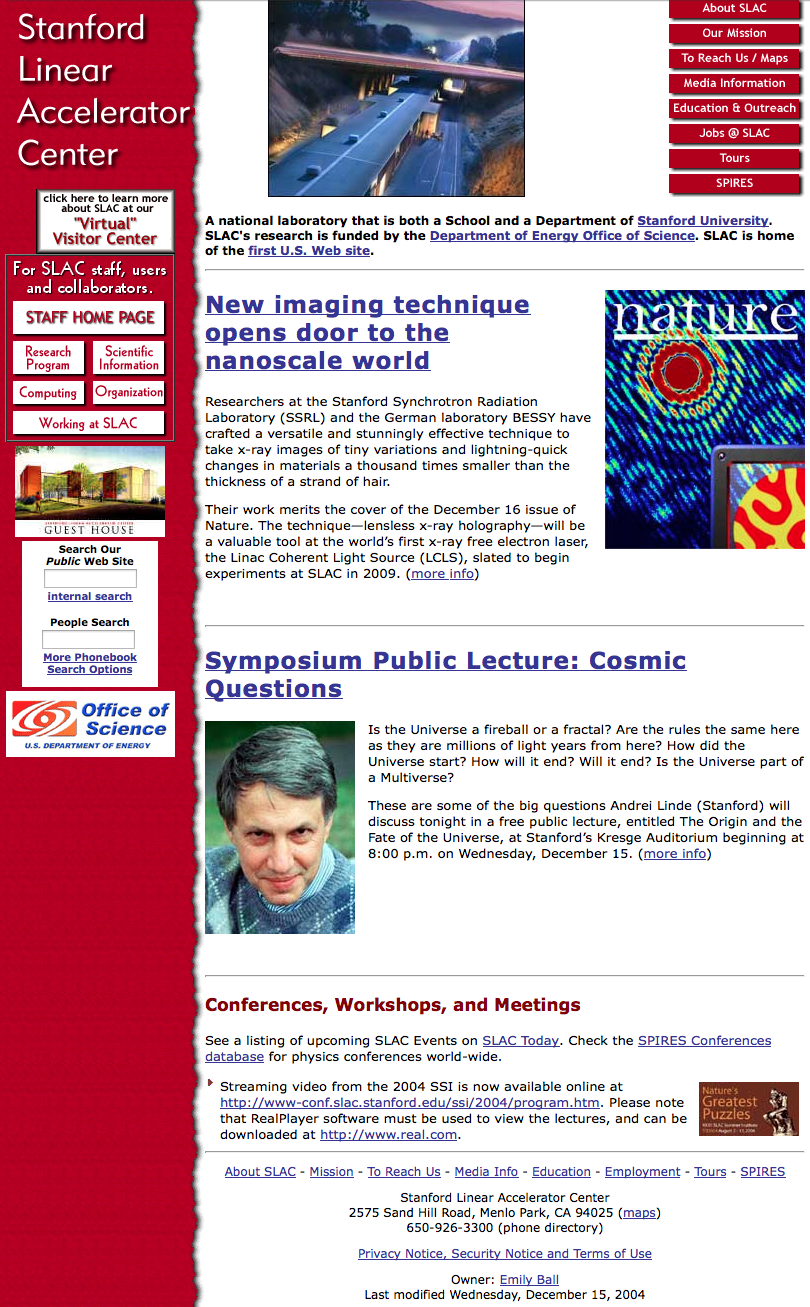 Stanford
Linear
Accelerator
Center
click here to learn more
about SLAC at our
"Virtual"
Visitor Center
For SLAC staff, users
and collaborators.
STAFF HOME PAGE
Research
Program
Scientific
Information
Computing
Organization
Working at SLAC
STANFORD LINEAR ACCELERATOR CENTER
GUEST HOUSE
Search Our
Public Web Site
internal search
People Search
More Phonebook
Search Options
Office of
Science
U.S. DEPARTMENT OF ENERGY
About SLAC
Our Mission
To Reach Us / Maps
Media Information
Education & Outreach
Jobs @ SLAC
Tours
SPIRES
A national laboratory that is both a School and a Department of Stanford University.
SLAC's research is funded by the Department of Energy Office of Science. SLAC is home
of the first U.S. Web site.
New imaging technique
opens door to the
nanoscale world
nature
Researchers at the Stanford Synchrotron Radiation
Laboratory (SSRL) and the German laboratory BESSY have
crafted a versatile and stunningly effective technique to
take x-ray images of tiny variations and lightning-quick
changes in materials a thousand times smaller than the
thickness of a strand of hair.
Their work merits the cover of the December 16 issue of
Nature. The technique—lensless x-ray holography—will be
a valuable tool at the world’s first x-ray free electron laser,
the Linac Coherent Light Source (LCLS), slated to begin
experiments at SLAC in 2009. (more info)
Symposium Public Lecture: Cosmic
Questions
Is the Universe a fireball or a fractal? Are the rules the same here
as they are millions of light years from here? How did the
Universe start? How will it end? Will it end? Is the Universe part of
a Multiverse?
These are some of the big questions Andrei Linde (Stanford) will
discuss tonight in a free public lecture, entitled The Origin and the
Fate of the Universe, at Stanford’s Kresge Auditorium beginning at
8:00 p.m. on Wednesday, December 15. (more info)
Conferences, Workshops, and Meetings
See a listing of upcoming SLAC Events on SLAC Today. Check the SPIRES Conferences
database for physics conferences world-wide.
Streaming video from the 2004 SSI is now available online at
http://www-conf.slac.stanford.edu/ssi/2004/program.htm. Please note
that RealPlayer software must be used to view the lectures, and can be
downloaded at http://www.real.com.
Nature's
Greatest
Puzzles
About SLAC - Mission - To Reach Us - Media Info - Education - Employment - Tours - SPIRES
Stanford Linear Accelerator Center
2575 Sand Hill Road, Menlo Park, CA 94025 (maps)
650-926-3300 (phone directory)
Privacy Notice, Security Notice and Terms of Use
Owner: Emily Ball
Last modified Wednesday, December 15, 2004